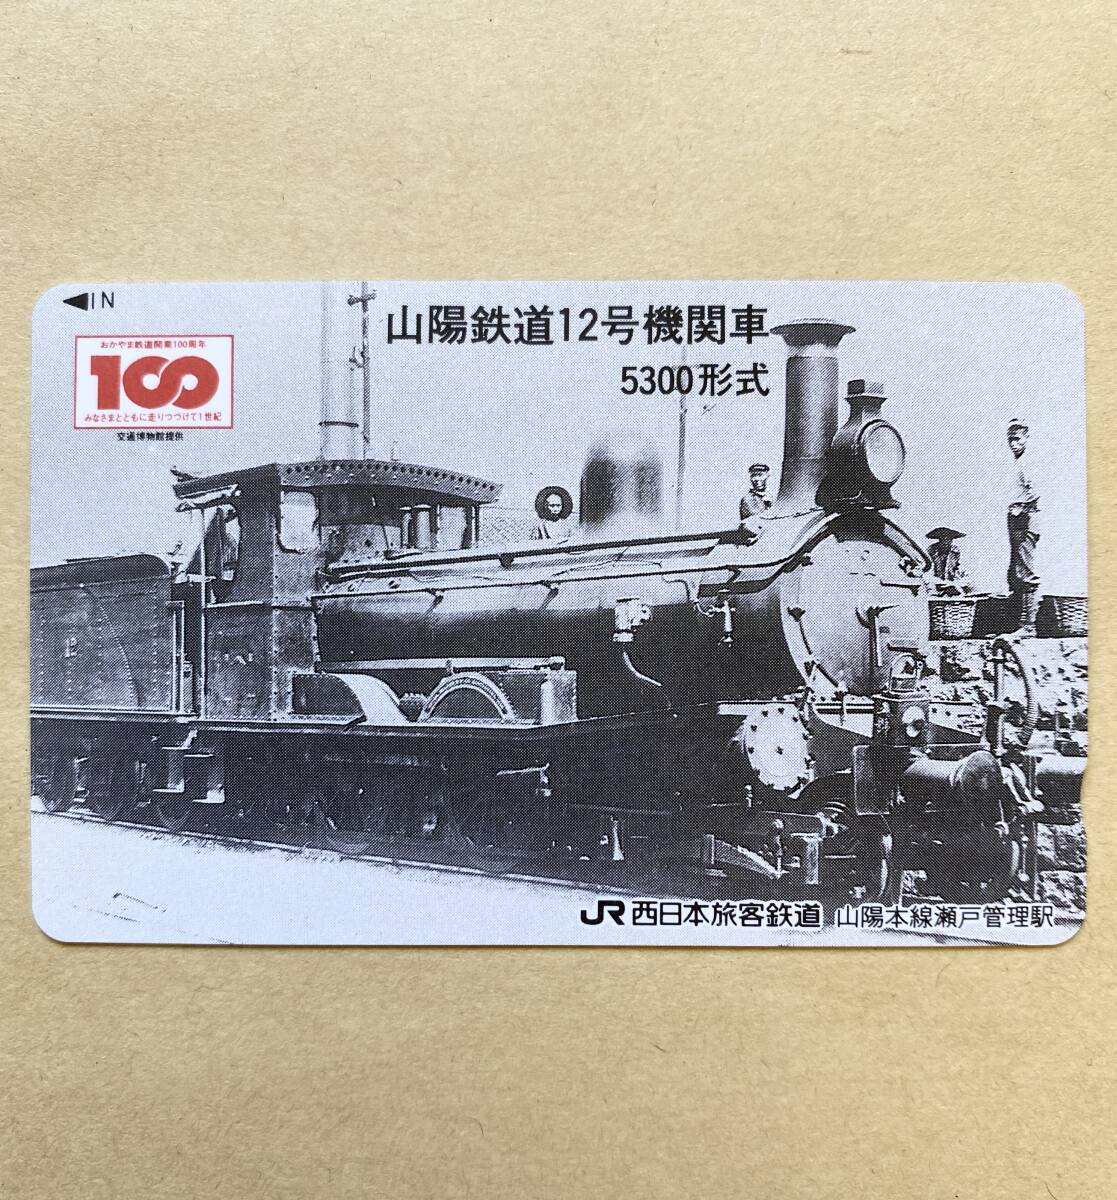 ◀IN
山陽鉄道12号機関車
5300形式
おかやま鉄道開業100周年
100
みなさまとともに走りつづけて1世紀
交通博物館提供
JR西日本旅客鉄道 山陽本線瀬戸管理駅